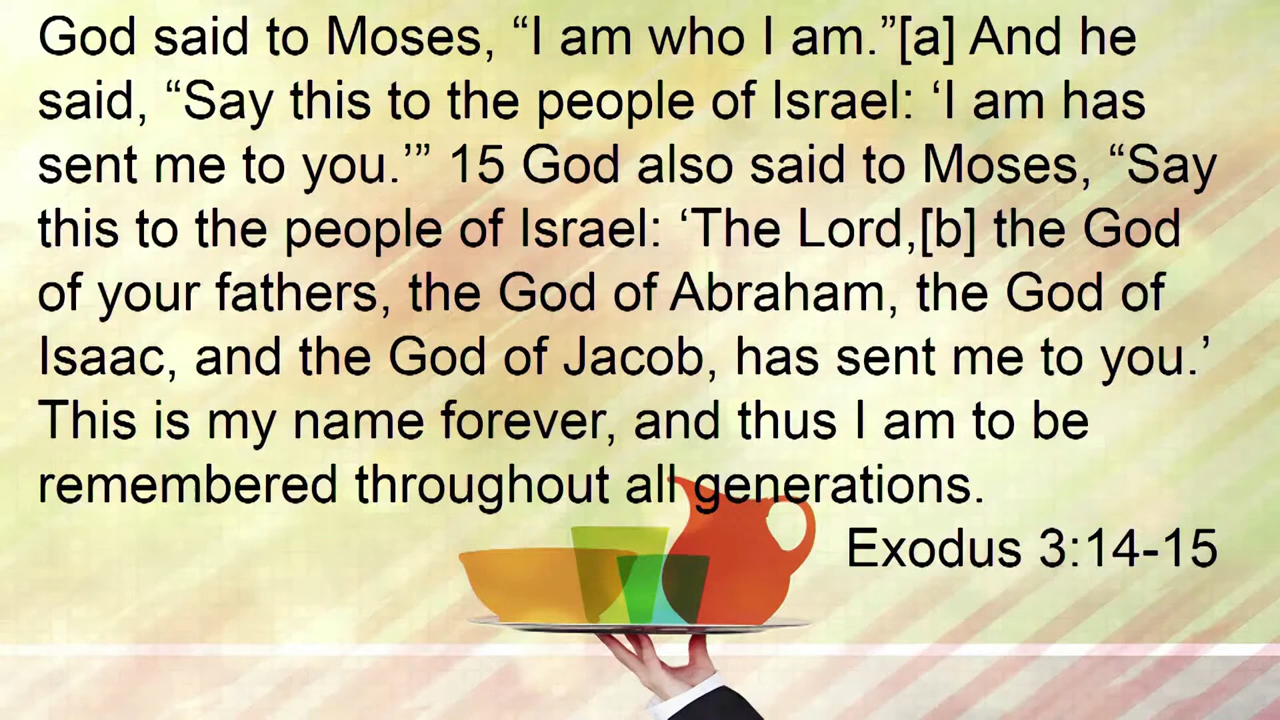 God said to Moses, “I am who I am.”[a] And he
said, “Say this to the people of Israel: ‘I am has
sent me to you.’” 15 God also said to Moses, “Say
this to the people of Israel: ‘The Lord,[b] the God
of your fathers, the God of Abraham, the God of
Isaac, and the God of Jacob, has sent me to you.’
This is my name forever, and thus I am to be
remembered throughout all generations.
Exodus 3:14-15